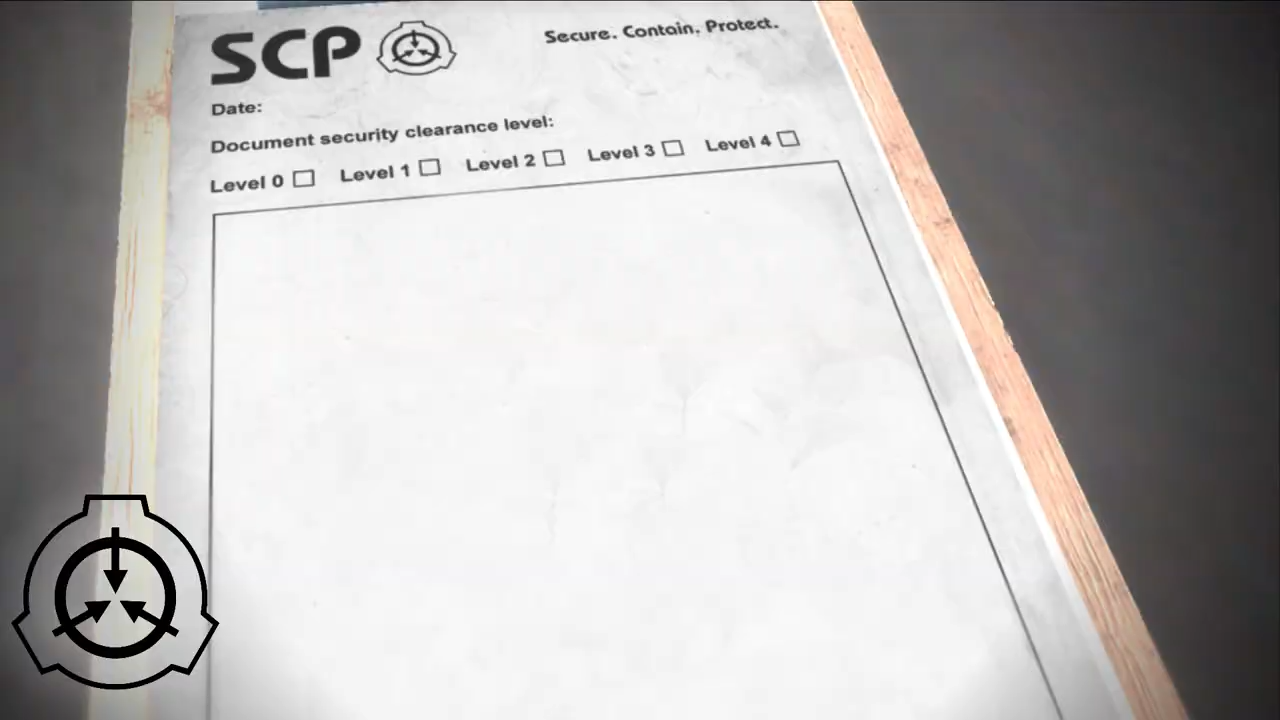 SCP
Secure. Contain. Protect.
Date:
Document security clearance level:
Level 0 Level 1 Level 2 Level 3 Level 4